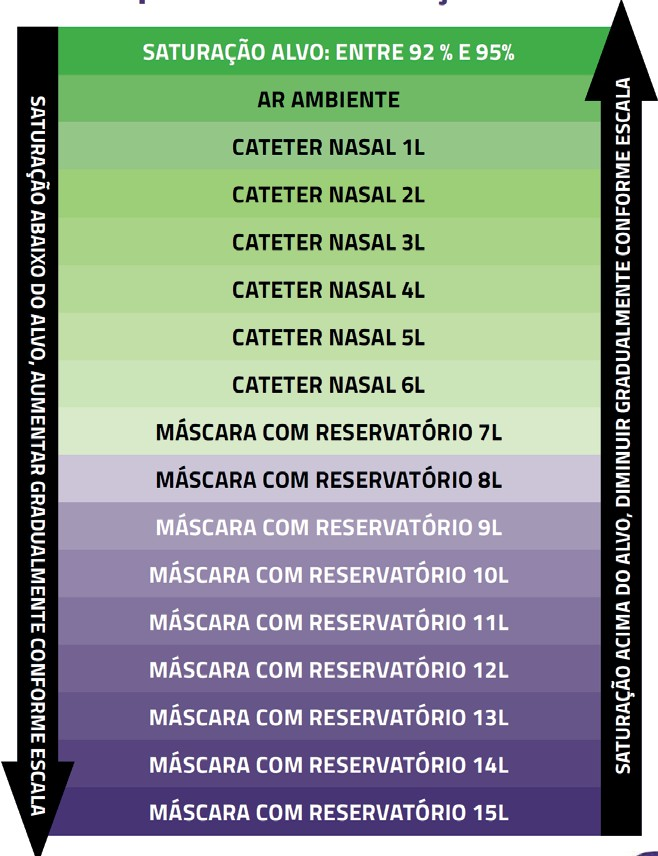 SATURAÇÃO ALVO: ENTRE 92 % E 95%
AR AMBIENTE
CATETER NASAL 1L
CATETER NASAL 2L
CATETER NASAL 3L
CATETER NASAL 4L
CATETER NASAL 5L
CATETER NASAL 6L
MÁSCARA COM RESERVATÓRIO 7L
MÁSCARA COM RESERVATÓRIO 8L
MÁSCARA COM RESERVATÓRIO 9L
MÁSCARA COM RESERVATÓRIO 10L
MÁSCARA COM RESERVATÓRIO 11L
MÁSCARA COM RESERVATÓRIO 12L
MÁSCARA COM RESERVATÓRIO 13L
MÁSCARA COM RESERVATÓRIO 14L
MÁSCARA COM RESERVATÓRIO 15L
SATURAÇÃO ABAIXO DO ALVO, AUMENTAR GRADUALMENTE CONFORME ESCALA
SATURAÇÃO ACIMA DO ALVO, DIMINUIR GRADUALMENTE CONFORME ESCALA